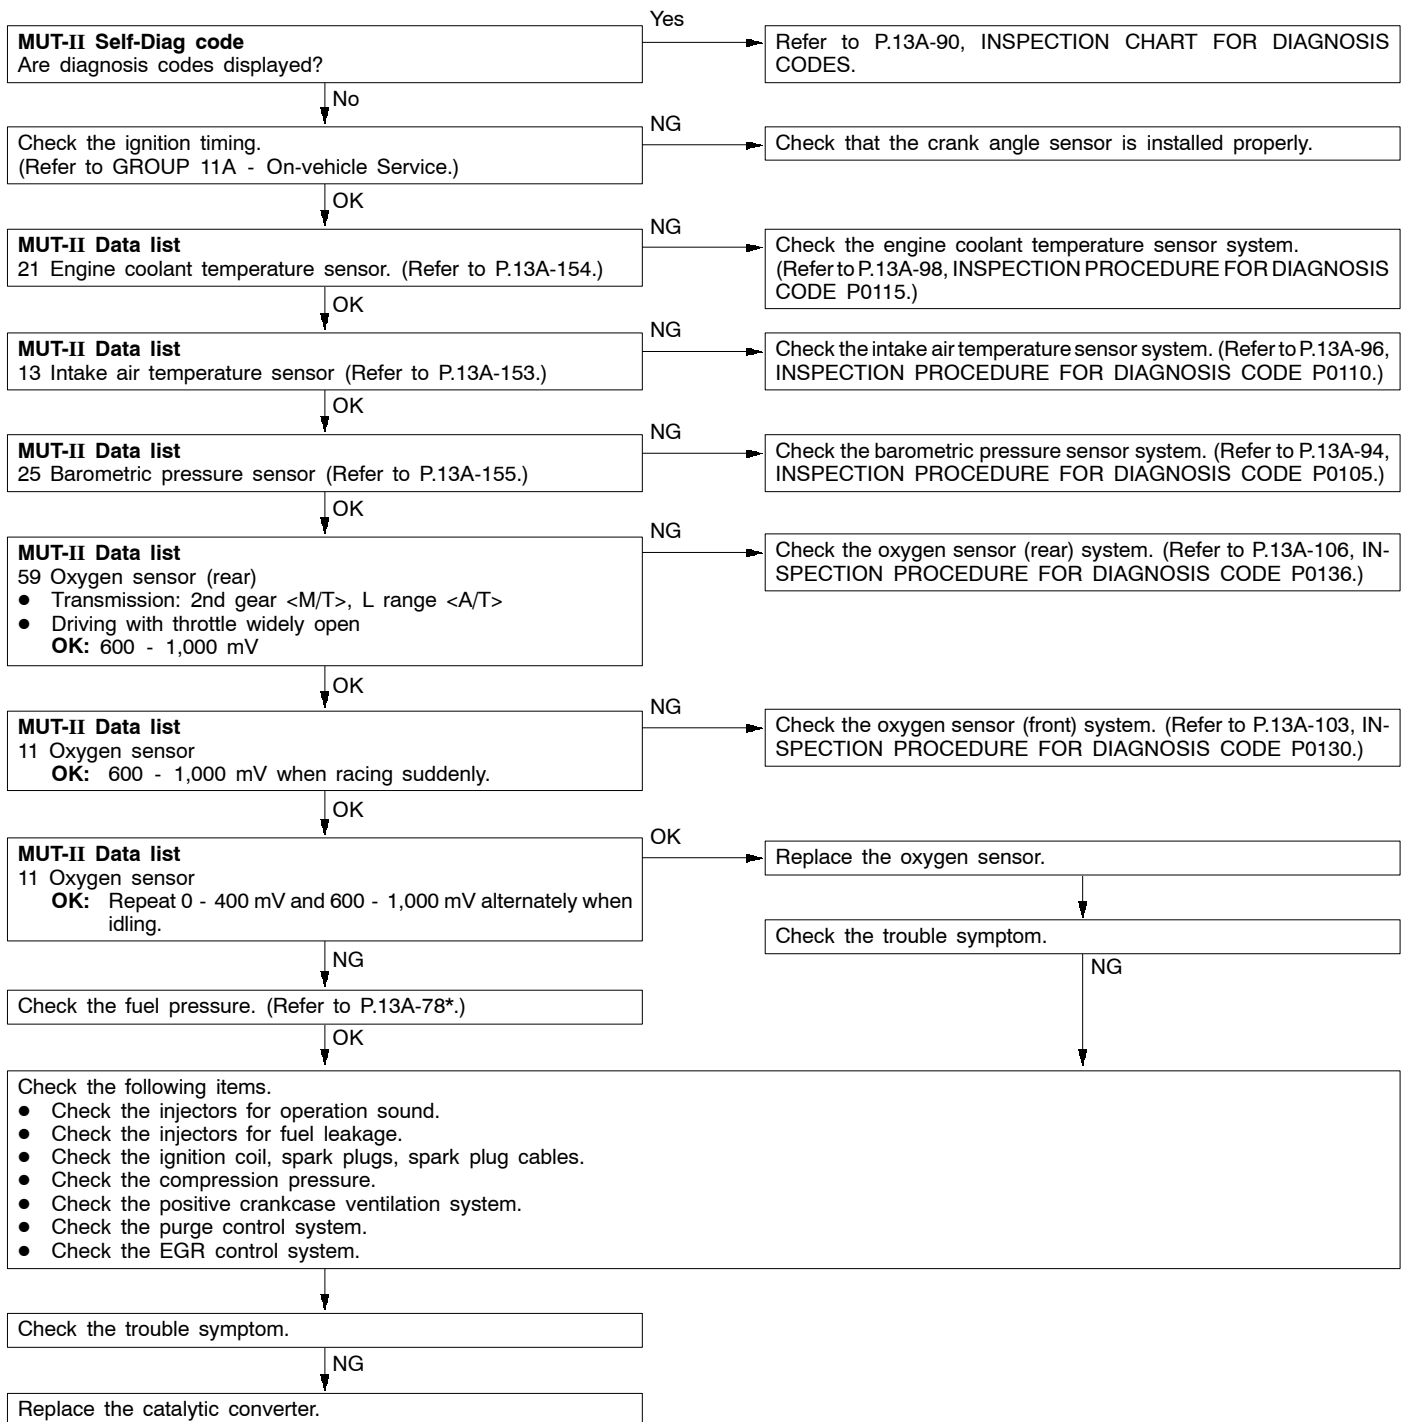 Yes
MUT-II Self-Diag code
Are diagnosis codes displayed?
Refer to P.13A-90, INSPECTION CHART FOR DIAGNOSIS
CODES.
No
Check the ignition timing.
(Refer to GROUP 11A - On-vehicle Service.)
NG
Check that the crank angle sensor is installed properly.
OK
MUT-II Data list
21 Engine coolant temperature sensor. (Refer to P.13A-154.)
NG
Check the engine coolant temperature sensor system.
(Refer to P.13A-98, INSPECTION PROCEDURE FOR DIAGNOSIS
CODE P0115.)
OK
MUT-II Data list
13 Intake air temperature sensor (Refer to P.13A-153.)
NG
Check the intake air temperature sensor system. (Refer to P.13A-96,
INSPECTION PROCEDURE FOR DIAGNOSIS CODE P0110.)
OK
MUT-II Data list
25 Barometric pressure sensor (Refer to P.13A-155.)
NG
Check the barometric pressure sensor system. (Refer to P.13A-94,
INSPECTION PROCEDURE FOR DIAGNOSIS CODE P0105.)
OK
MUT-II Data list
59 Oxygen sensor (rear)
● Transmission: 2nd gear <M/T>, L range <A/T>
● Driving with throttle widely open
OK: 600 - 1,000 mV
NG
Check the oxygen sensor (rear) system. (Refer to P.13A-106, IN-
SPECTION PROCEDURE FOR DIAGNOSIS CODE P0136.)
OK
MUT-II Data list
11 Oxygen sensor
OK: 600 - 1,000 mV when racing suddenly.
NG
Check the oxygen sensor (front) system. (Refer to P.13A-103, IN-
SPECTION PROCEDURE FOR DIAGNOSIS CODE P0130.)
OK
MUT-II Data list
11 Oxygen sensor
OK: Repeat 0 - 400 mV and 600 - 1,000 mV alternately when
idling.
OK
Replace the oxygen sensor.
Check the trouble symptom.
NG
NG
Check the fuel pressure. (Refer to P.13A-78*.)
OK
Check the following items.
● Check the injectors for operation sound.
● Check the injectors for fuel leakage.
● Check the ignition coil, spark plugs, spark plug cables.
● Check the compression pressure.
● Check the positive crankcase ventilation system.
● Check the purge control system.
● Check the EGR control system.
Check the trouble symptom.
NG
Replace the catalytic converter.